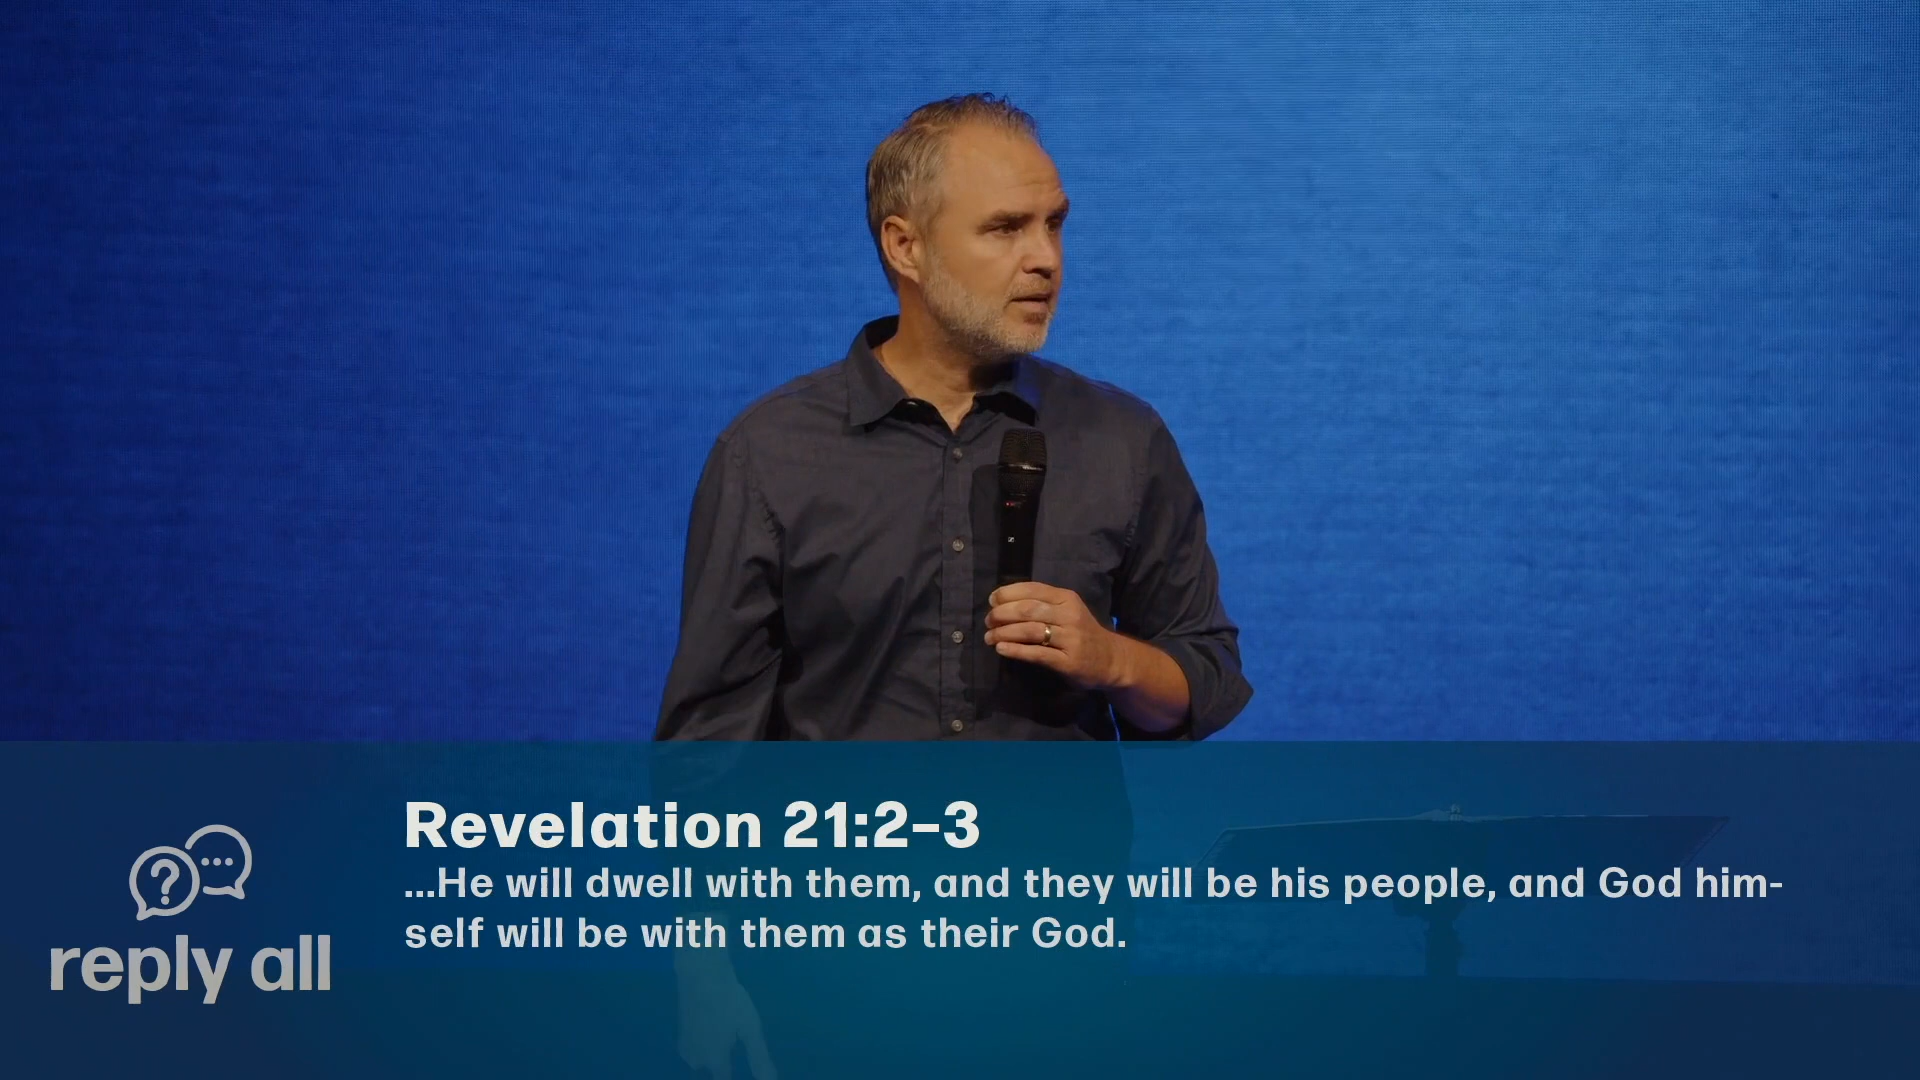 Revelation 21:2–3
...He will dwell with them, and they will be his people, and God him-
self will be with them as their God.
reply all